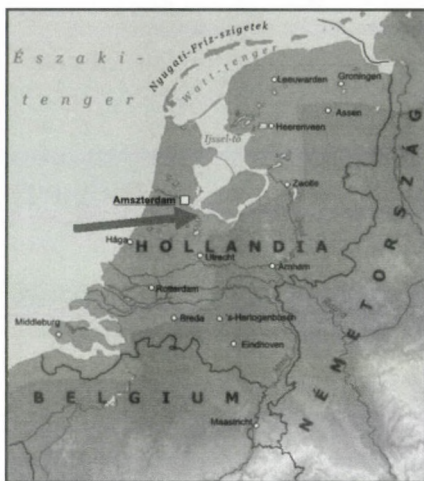 Északi-
tenger
Nyugati-Fríz-szigetek
Watt-tenger
Leeuwarden
Groningen
Assen
Heerenveen
Ijssel-tó
Zwolle
Amszterdam
Hága
HOLLANDIA
Utrecht
Arnhem
Rotterdam
Middelburg
Breda
's-Hertogenbosch
Eindhoven
BELGIUM
Maastricht
NÉMETORSZÁG